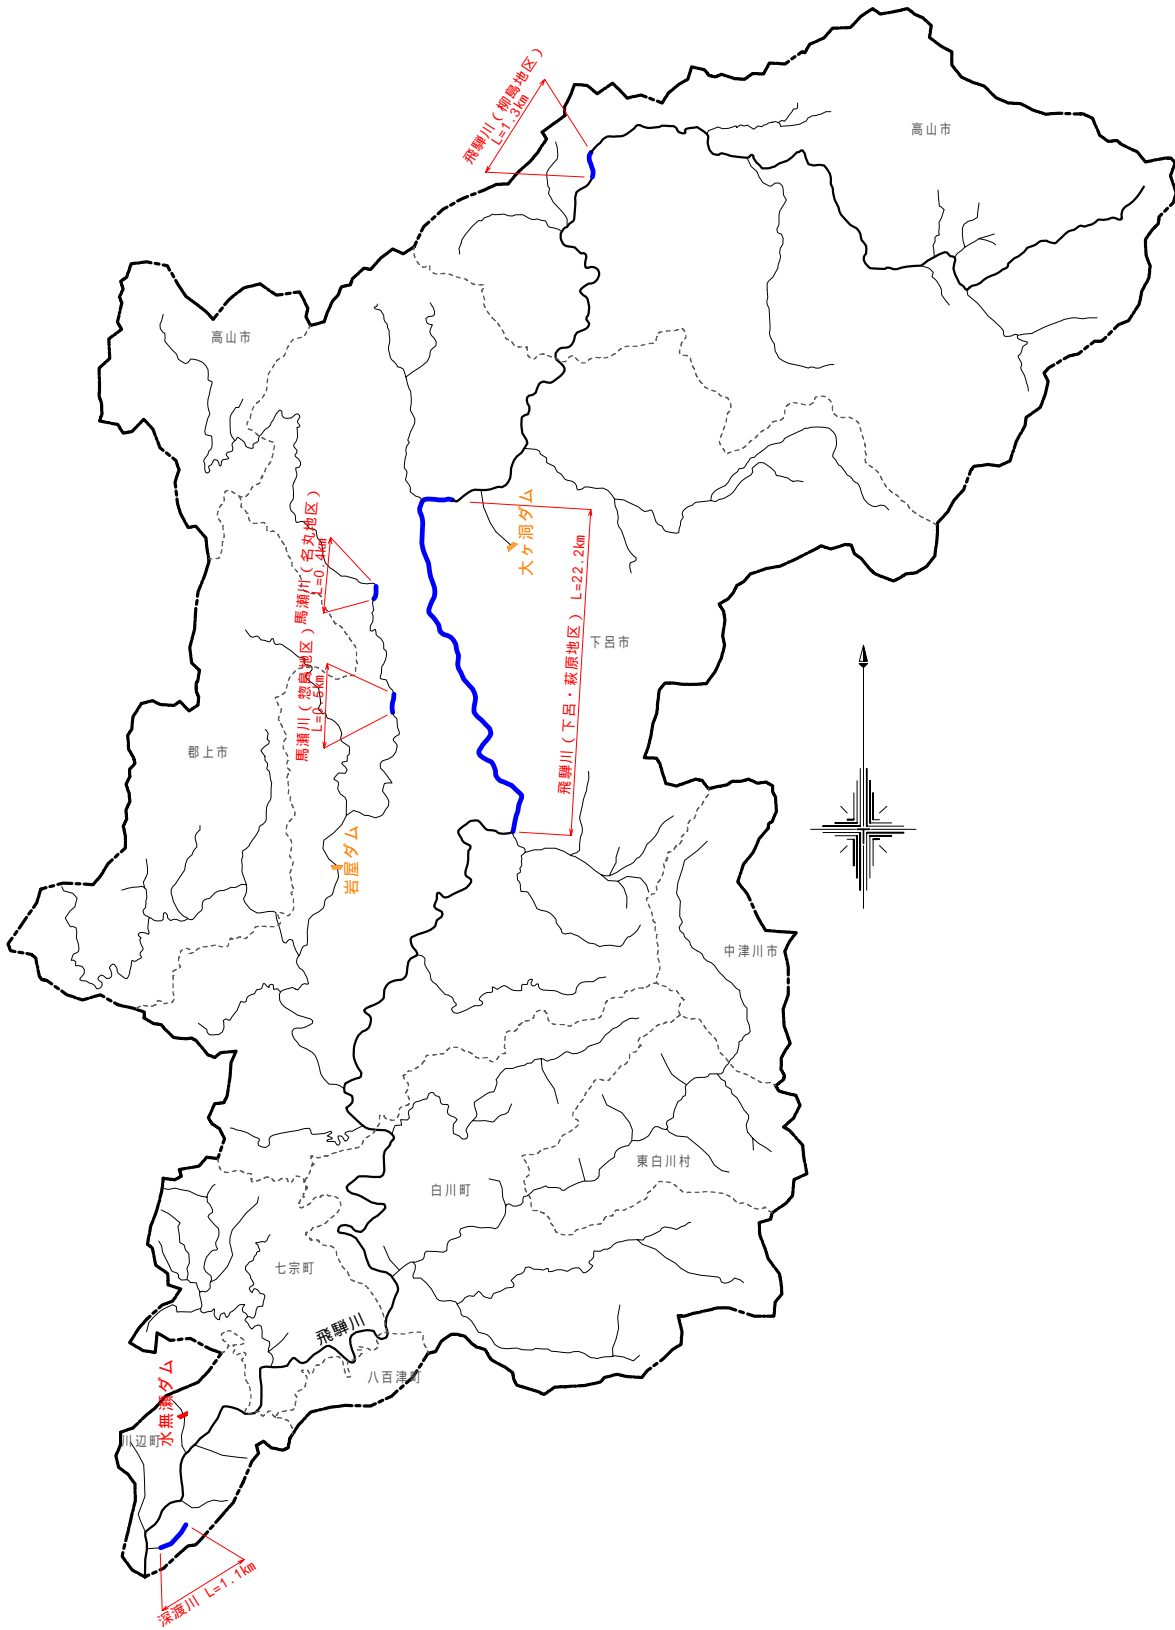 飛騨川(柳島地区)
L=1.3km
高山市
高山市
馬瀬川(名丸地区)
L=0.4km
大ヶ洞ダム
飛騨川(下呂・萩原地区) L=22.2km
下呂市
馬瀬川(惣島地区)
L=0.5km
郡上市
岩屋ダム
中津川市
東白川村
白川町
七宗町
飛騨川
八百津町
水無瀬ダム
川辺町
深渡川 L=1.1km